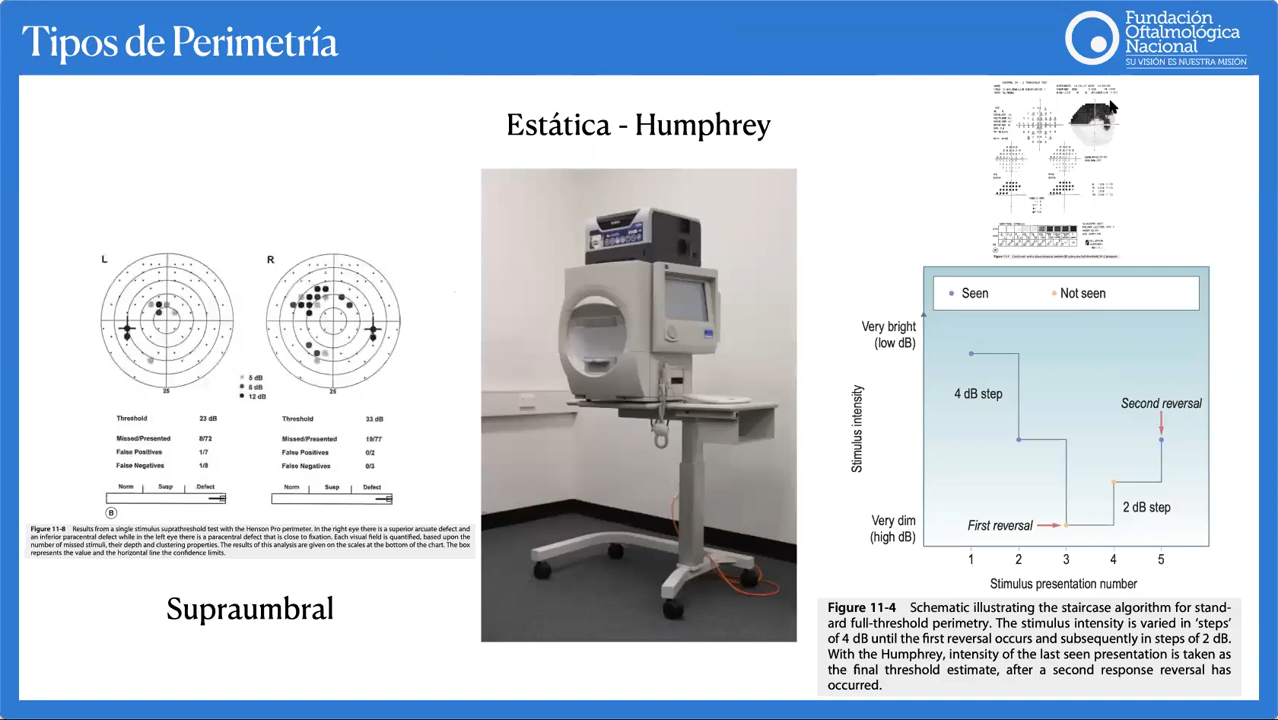 Tipos de Perimetría
Fundación
Oftalmológica
Nacional
SU VISIÓN ES NUESTRA MISIÓN
Estática - Humphrey
L
R
25
25
5 dB
8 dB
12 dB
Threshold 23 dB
Missed/Presented 8/72
False Positives 1/7
False Negatives 1/8
Norm Susp Defect
Threshold 33 dB
Missed/Presented 19/77
False Positives 0/2
False Negatives 0/3
Norm Susp Defect
B
Figure 11-8 Results from a single stimulus suprathreshold test with the Henson Pro perimeter. In the right eye there is a superior arcuate defect and
an inferior paracentral defect while in the left eye there is a paracentral defect that is close to fixation. Each visual field is quantified, based upon the
number of missed stimuli, their depth and clustering properties. The results of this analysis are given on the scales at the bottom of the chart. The box
represents the value and the horizontal line the confidence limits.
Supraumbral
Seen
Not seen
Very bright
(low dB)
4 dB step
Second reversal
Stimulus intensity
2 dB step
First reversal
Very dim
(high dB)
1 2 3 4 5
Stimulus presentation number
Figure 11-4 Schematic illustrating the staircase algorithm for stand-
ard full-threshold perimetry. The stimulus intensity is varied in ‘steps’
of 4 dB until the first reversal occurs and subsequently in steps of 2 dB.
With the Humphrey, intensity of the last seen presentation is taken as
the final threshold estimate, after a second response reversal has
occurred.